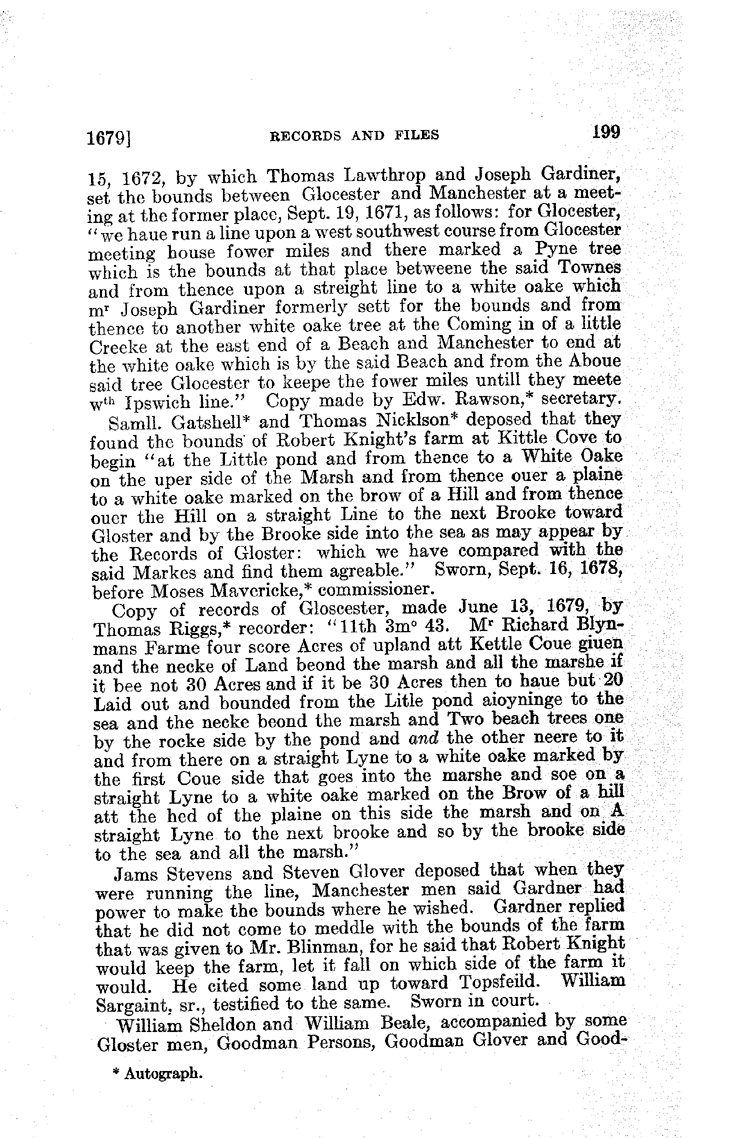 1679] RECORDS AND FILES 199
15, 1672, by which Thomas Lawthrop and Joseph Gardiner,
set the bounds between Glocester and Manchester at a meet-
ing at the former place, Sept. 19, 1671, as follows: for Glocester,
“we haue run a line upon a west southwest course from Glocester
meeting house fower miles and there marked a Pyne tree
which is the bounds at that place betweene the said Townes
and from thence upon a streight line to a white oake which
mʳ Joseph Gardiner formerly sett for the bounds and from
thence to another white oake tree at the Coming in of a little
Creeke at the east end of a Beach and Manchester to end at
the white oake which is by the said Beach and from the Aboue
said tree Glocester to keepe the fower miles untill they meete
wᵗʰ Ipswich line.” Copy made by Edw. Rawson,* secretary.
Samll. Gatshell* and Thomas Nicklson* deposed that they
found the bounds of Robert Knight's farm at Kittle Cove to
begin “at the Little pond and from thence to a White Oake
on the uper side of the Marsh and from thence ouer a plaine
to a white oake marked on the brow of a Hill and from thence
ouer the Hill on a straight Line to the next Brooke toward
Gloster and by the Brooke side into the sea as may appear by
the Records of Gloster: which we have compared with the
said Markes and find them agreable.” Sworn, Sept. 16, 1678,
before Moses Mavericke,* commissioner.
Copy of records of Gloscester, made June 13, 1679, by
Thomas Riggs,* recorder: “11th 3mᵒ 43. Mʳ Richard Blyn-
mans Farme four score Acres of upland att Kettle Coue giuen
and the necke of Land beond the marsh and all the marshe if
it bee not 30 Acres and if it be 30 Acres then to haue but 20
Laid out and bounded from the Litle pond aioyninge to the
sea and the necke beond the marsh and Two beach trees one
by the rocke side by the pond and and the other neere to it
and from there on a straight Lyne to a white oake marked by
the first Coue side that goes into the marshe and soe on a
straight Lyne to a white oake marked on the Brow of a hill
att the hed of the plaine on this side the marsh and on A
straight Lyne to the next brooke and so by the brooke side
to the sea and all the marsh.”
Jams Stevens and Steven Glover deposed that when they
were running the line, Manchester men said Gardner had
power to make the bounds where he wished. Gardner replied
that he did not come to meddle with the bounds of the farm
that was given to Mr. Blinman, for he said that Robert Knight
would keep the farm, let it fall on which side of the farm it
would. He cited some land up toward Topsfeild. William
Sargaint, sr., testified to the same. Sworn in court.
William Sheldon and William Beale, accompanied by some
Gloster men, Goodman Persons, Goodman Glover and Good-
* Autograph.